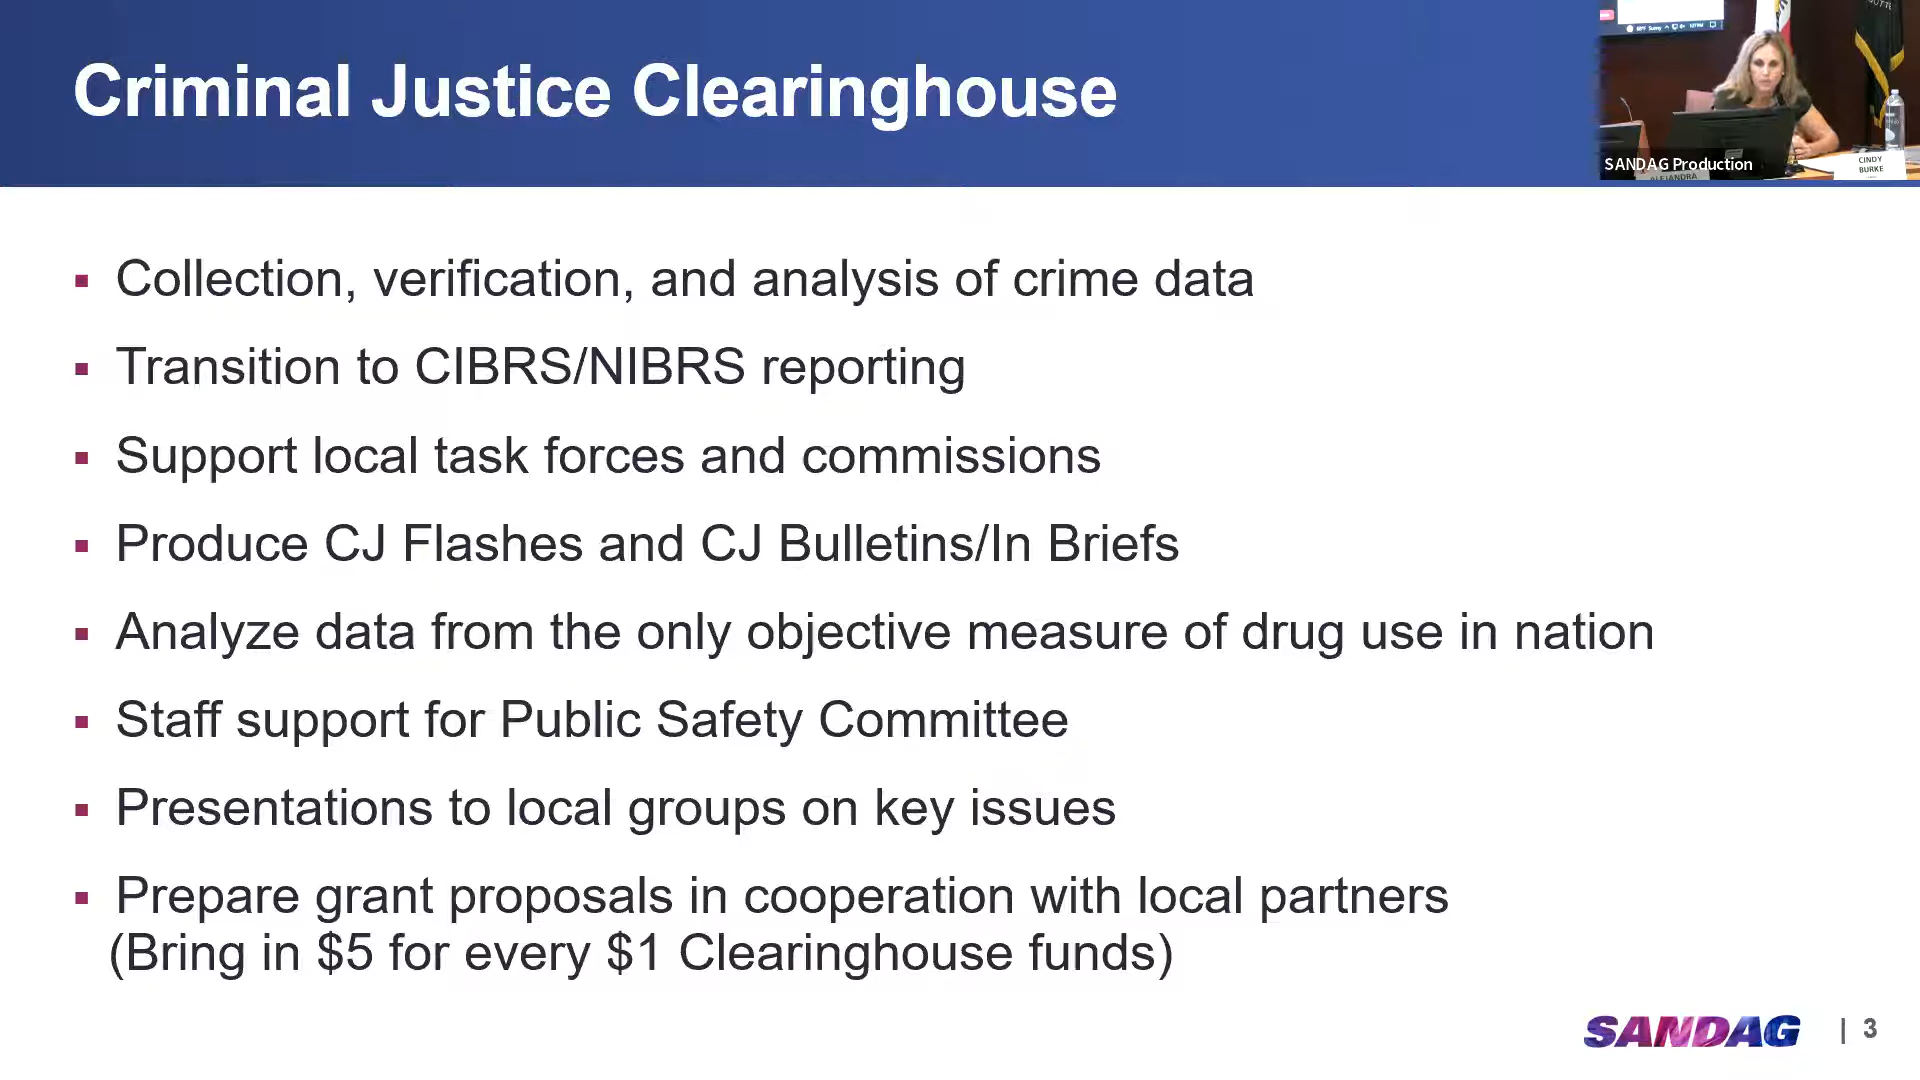 Criminal Justice Clearinghouse
SANDAG Production
CINDY
BURKE
ALEJANDRA
▪ Collection, verification, and analysis of crime data
▪ Transition to CIBRS/NIBRS reporting
▪ Support local task forces and commissions
▪ Produce CJ Flashes and CJ Bulletins/In Briefs
▪ Analyze data from the only objective measure of drug use in nation
▪ Staff support for Public Safety Committee
▪ Presentations to local groups on key issues
▪ Prepare grant proposals in cooperation with local partners
(Bring in $5 for every $1 Clearinghouse funds)
SANDAG | 3